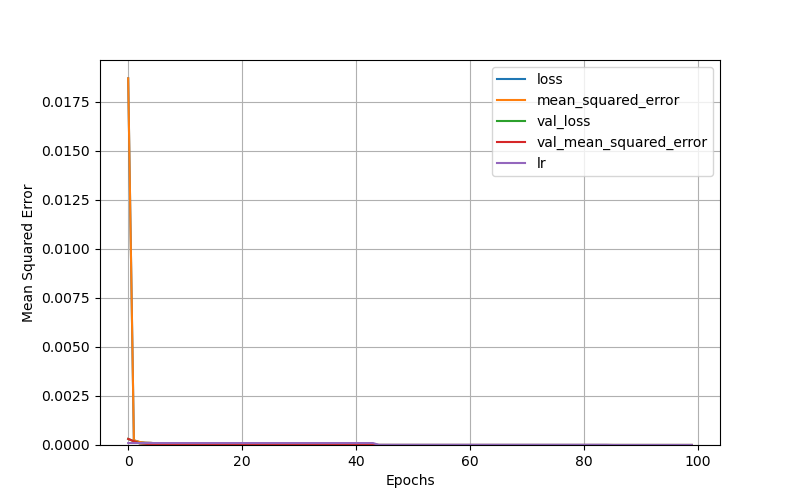 loss
mean_squared_error
val_loss
val_mean_squared_error
lr
Mean Squared Error
0.0175
0.0150
0.0125
0.0100
0.0075
0.0050
0.0025
0.0000
0 20 40 60 80 100
Epochs